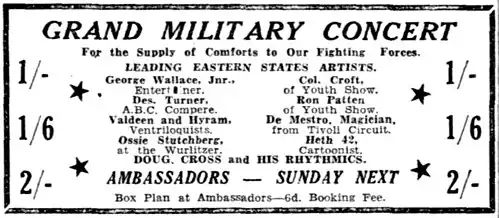 GRAND MILITARY CONCERT
For the Supply of Comforts to Our Fighting Forces.
LEADING EASTERN STATES ARTISTS.
1/- George Wallace, Jnr., Col. Croft, 1/-
Entertainer. of Youth Show.
Des. Turner, Ron Patten
A.B.C. Compere. of Youth Show.
1/6 Valdeen and Hyram, De Mestro, Magician, 1/6
Ventriloquists. from Tivoli Circuit.
Ossie Stutchberg, Heth 42,
at the Wurlitzer. Cartoonist.
DOUG. CROSS and HIS RHYTHMICS.
2/- AMBASSADORS — SUNDAY NEXT 2/-
Box Plan at Ambassadors—6d. Booking Fee.